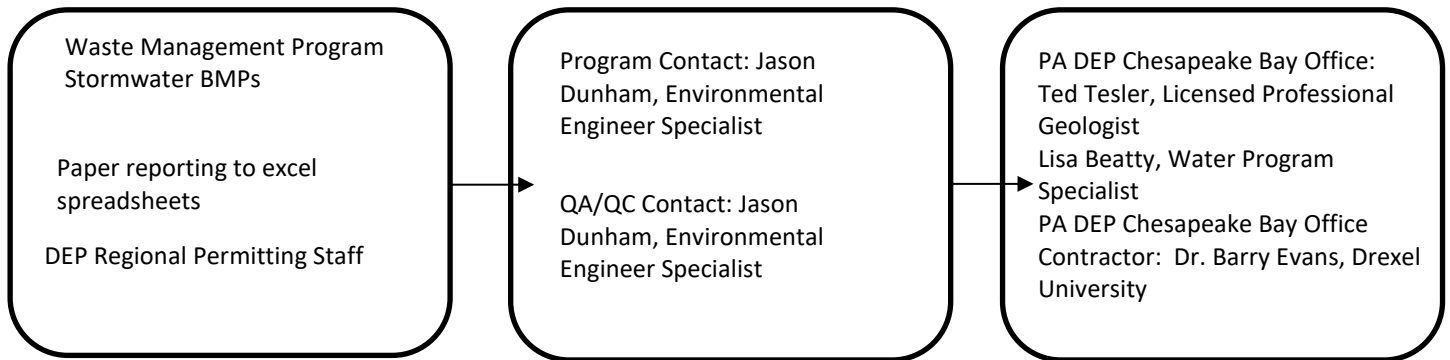 Waste Management Program
Stormwater BMPs
Paper reporting to excel
spreadsheets
DEP Regional Permitting Staff
Program Contact: Jason
Dunham, Environmental
Engineer Specialist
QA/QC Contact: Jason
Dunham, Environmental
Engineer Specialist
PA DEP Chesapeake Bay Office:
Ted Tesler, Licensed Professional
Geologist
Lisa Beatty, Water Program
Specialist
PA DEP Chesapeake Bay Office
Contractor:  Dr. Barry Evans, Drexel
University